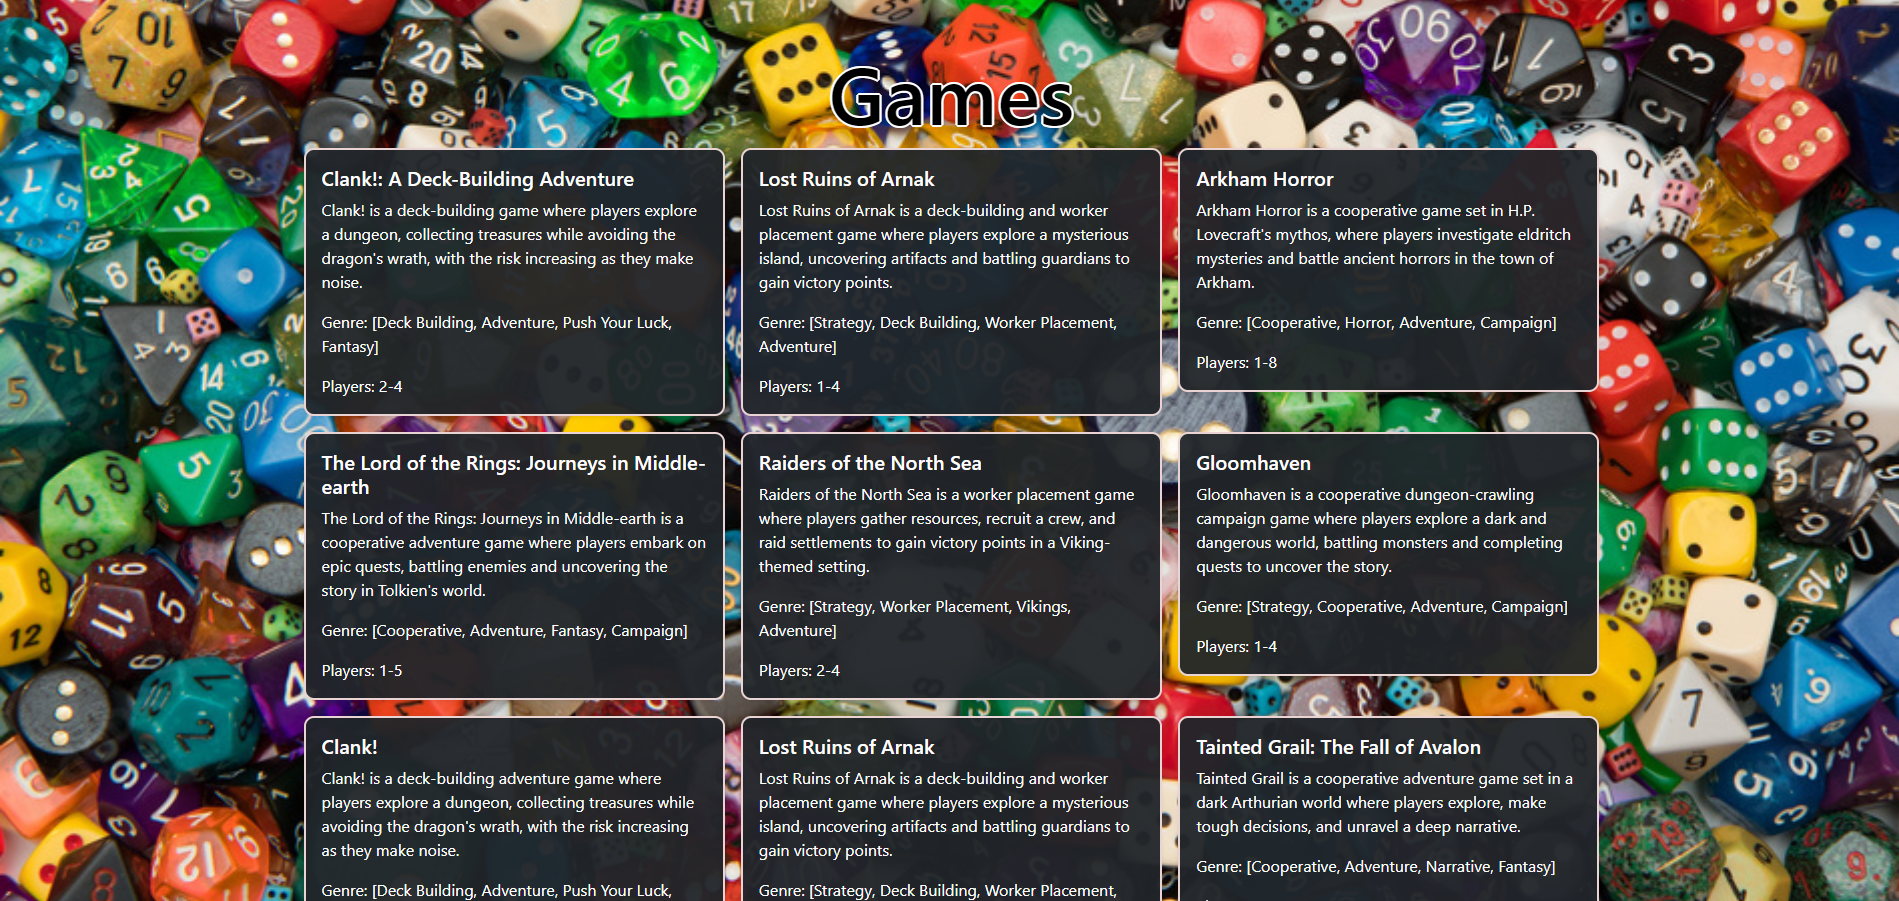 Games
Clank!: A Deck-Building Adventure
Clank! is a deck-building game where players explore
a dungeon, collecting treasures while avoiding the
dragon's wrath, with the risk increasing as they make
noise.
Genre: [Deck Building, Adventure, Push Your Luck,
Fantasy]
Players: 2-4
Lost Ruins of Arnak
Lost Ruins of Arnak is a deck-building and worker
placement game where players explore a mysterious
island, uncovering artifacts and battling guardians to
gain victory points.
Genre: [Strategy, Deck Building, Worker Placement,
Adventure]
Players: 1-4
Arkham Horror
Arkham Horror is a cooperative game set in H.P.
Lovecraft's mythos, where players investigate eldritch
mysteries and battle ancient horrors in the town of
Arkham.
Genre: [Cooperative, Horror, Adventure, Campaign]
Players: 1-8
The Lord of the Rings: Journeys in Middle-
earth
The Lord of the Rings: Journeys in Middle-earth is a
cooperative adventure game where players embark on
epic quests, battling enemies and uncovering the
story in Tolkien's world.
Genre: [Cooperative, Adventure, Fantasy, Campaign]
Players: 1-5
Raiders of the North Sea
Raiders of the North Sea is a worker placement game
where players gather resources, recruit a crew, and
raid settlements to gain victory points in a Viking-
themed setting.
Genre: [Strategy, Worker Placement, Vikings,
Adventure]
Players: 2-4
Gloomhaven
Gloomhaven is a cooperative dungeon-crawling
campaign game where players explore a dark and
dangerous world, battling monsters and completing
quests to uncover the story.
Genre: [Strategy, Cooperative, Adventure, Campaign]
Players: 1-4
Clank!
Clank! is a deck-building adventure game where
players explore a dungeon, collecting treasures while
avoiding the dragon's wrath, with the risk increasing
as they make noise.
Genre: [Deck Building, Adventure, Push Your Luck,
Lost Ruins of Arnak
Lost Ruins of Arnak is a deck-building and worker
placement game where players explore a mysterious
island, uncovering artifacts and battling guardians to
gain victory points.
Genre: [Strategy, Deck Building, Worker Placement,
Tainted Grail: The Fall of Avalon
Tainted Grail is a cooperative adventure game set in a
dark Arthurian world where players explore, make
tough decisions, and unravel a deep narrative.
Genre: [Cooperative, Adventure, Narrative, Fantasy]